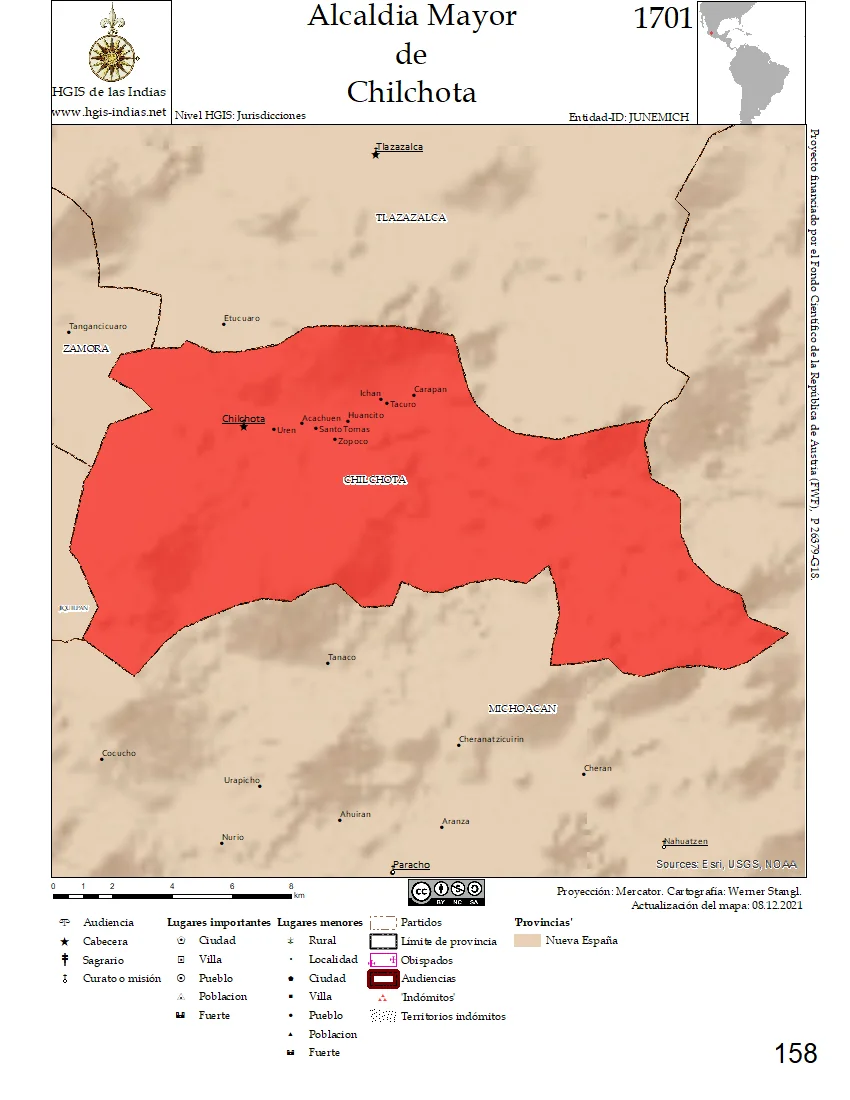 HGIS de las Indias
www.hgis-indias.net
Alcaldia Mayor
de
Chilchota
1701
Nivel HGIS: Jurisdicciones
Entidad-ID: JUNEMICH
Tlazazalca
TLAZAZALCA
Etucuaro
Tangancicuaro
ZAMORA
Carapan
Ichan
Tacuro
Chilchota
Acachuen
Huancito
Uren
Santo Tomas
Zopoco
CHILCHOTA
JIQUILPAN
Tanaco
MICHOACAN
Cocucho
Cheranatzicuirin
Cheran
Urapicho
Ahuiran
Aranza
Nurio
Nahuatzen
Paracho
Sources: Esri, USGS, NOAA
Proyecto financiado por el Fondo Científico de la República de Austria (FWF), P 26379-G18.
0 1 2 4 6 8 km
CC BY NC SA
Proyección: Mercator. Cartografía: Werner Stangl.
Actualización del mapa: 08.12.2021
Audiencia
Cabecera
Sagrario
Curato o misión
Lugares importantes
Ciudad
Villa
Pueblo
Poblacion
Fuerte
Lugares menores
Rural
Localidad
Ciudad
Villa
Pueblo
Poblacion
Fuerte
Partidos
Límite de provincia
Obispados
Audiencias
'Indómitos'
Territorios indómitos
'Provincias'
Nueva España
158